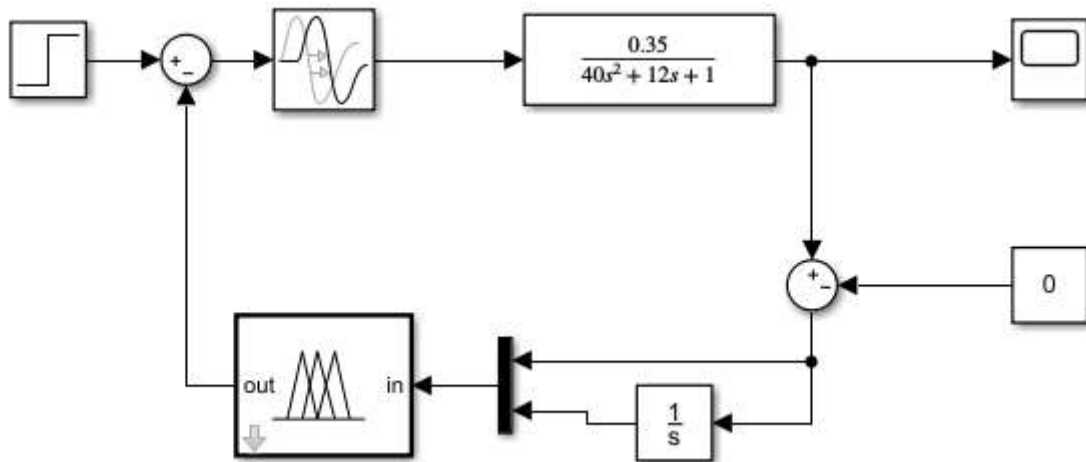 +
−
0.35
40s² + 12s + 1
+
−
0
out
in
1
s